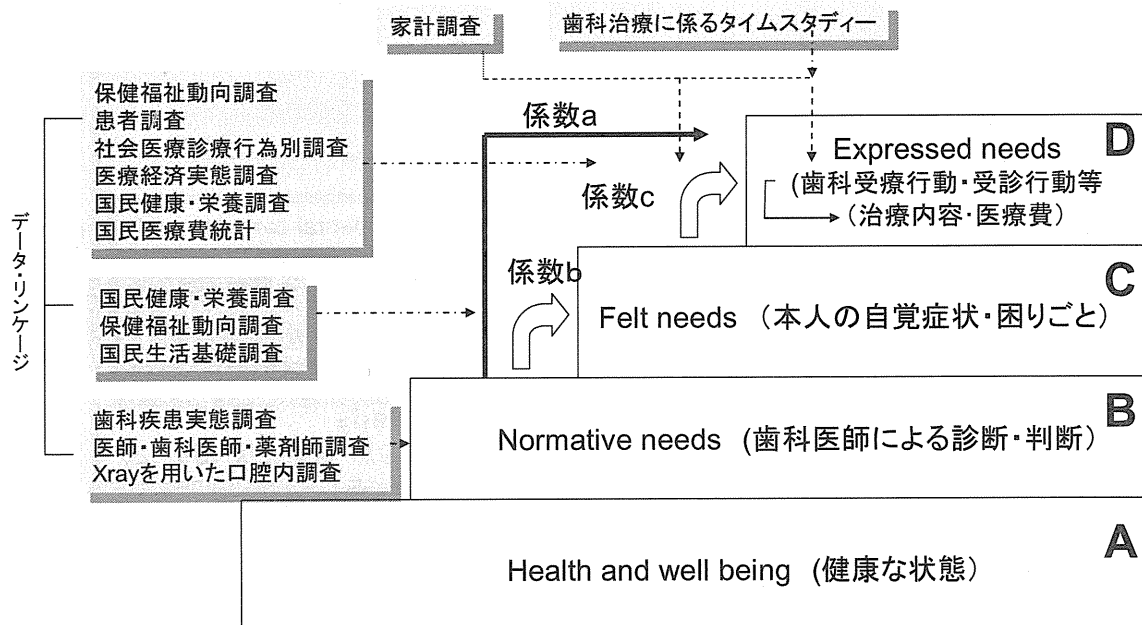 家計調査
歯科治療に係るタイムスタディー
保健福祉動向調査
患者調査
社会医療診療行為別調査
医療経済実態調査
国民健康・栄養調査
国民医療費統計
データ・リンケージ
国民健康・栄養調査
保健福祉動向調査
国民生活基礎調査
歯科疾患実態調査
医師・歯科医師・薬剤師調査
Xrayを用いた口腔内調査
係数a
係数c
係数b
D
Expressed needs
(歯科受療行動・受診行動等
(治療内容・医療費)
C
Felt needs (本人の自覚症状・困りごと)
B
Normative needs (歯科医師による診断・判断)
A
Health and well being (健康な状態)